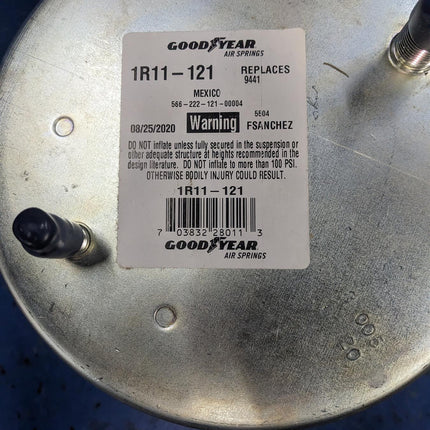 GOODYEAR
AIR SPRINGS
1R11-121 REPLACES
9441
MEXICO
566-222-121-00004
5504
08/25/2020 Warning FSANCHEZ
DO NOT inflate unless fully secured in the suspension or
other adequate structure at heights recommended in the
design literature. DO NOT inflate to more than 100 PSI.
OTHERWISE BODILY INJURY COULD RESULT.
1R11-121
7 03832 28011 3
GOODYEAR
AIR SPRINGS
20